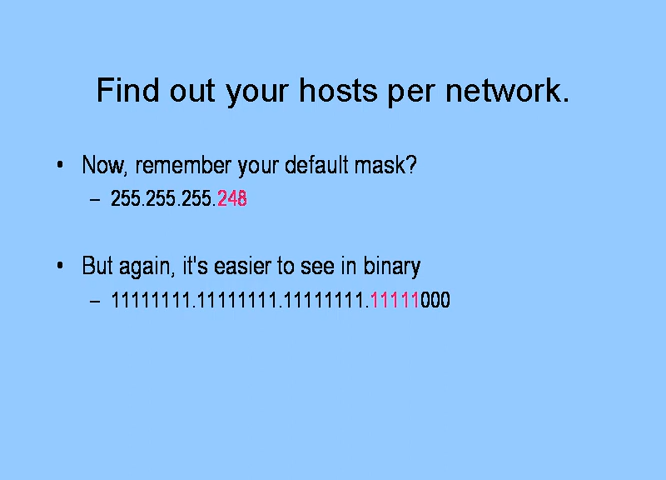 Find out your hosts per network.
• Now, remember your default mask?
– 255.255.255.248
• But again, it's easier to see in binary
– 11111111.11111111.11111111.11111000